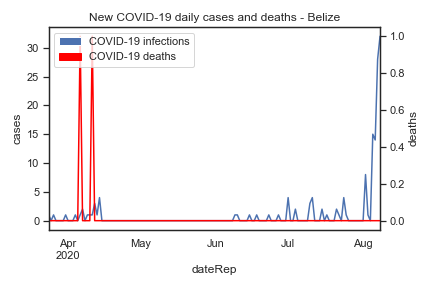 New COVID-19 daily cases and deaths - Belize
COVID-19 infections
COVID-19 deaths
30
25
20
15
10
5
0
cases
1.0
0.8
0.6
0.4
0.2
0.0
deaths
Apr May Jun Jul Aug
2020
dateRep